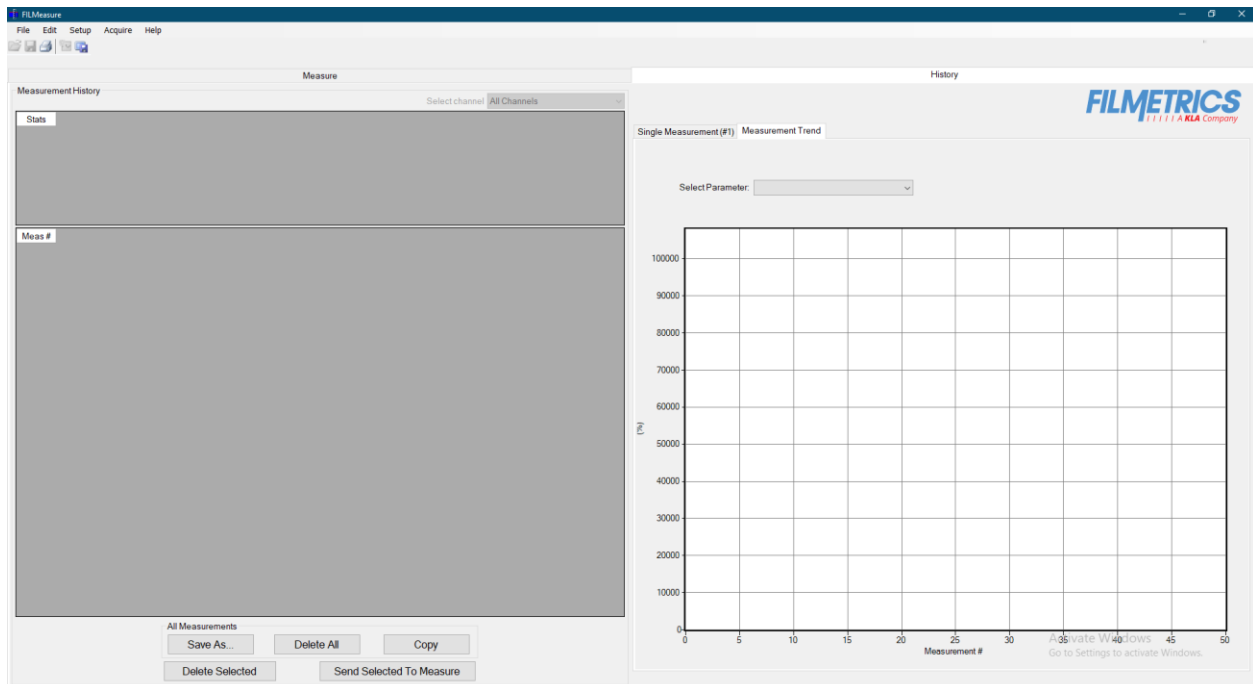 FILMeasure
File Edit Setup Acquire Help
Measure
History
Measurement History
Select channel All Channels
Stats
FILMETRICS
A KLA Company
Single Measurement (#1) Measurement Trend
Select Parameter:
Meas #
100000
90000
80000
70000
60000
(%)
50000
40000
30000
20000
10000
0
0 5 10 15 20 25 30 35 40 45 50
Measurement #
Activate Windows
Go to Settings to activate Windows.
All Measurements
Save As... Delete All Copy
Delete Selected Send Selected To Measure